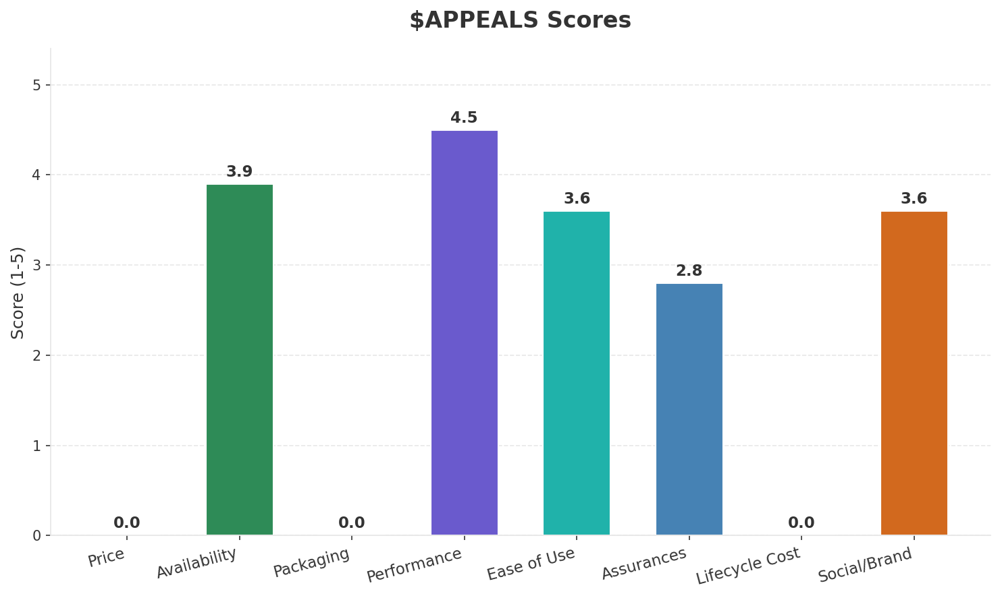 $APPEALS Scores
Score (1-5)
5
4
3
2
1
0
0.0
3.9
0.0
4.5
3.6
2.8
0.0
3.6
Price
Availability
Packaging
Performance
Ease of Use
Assurances
Lifecycle Cost
Social/Brand